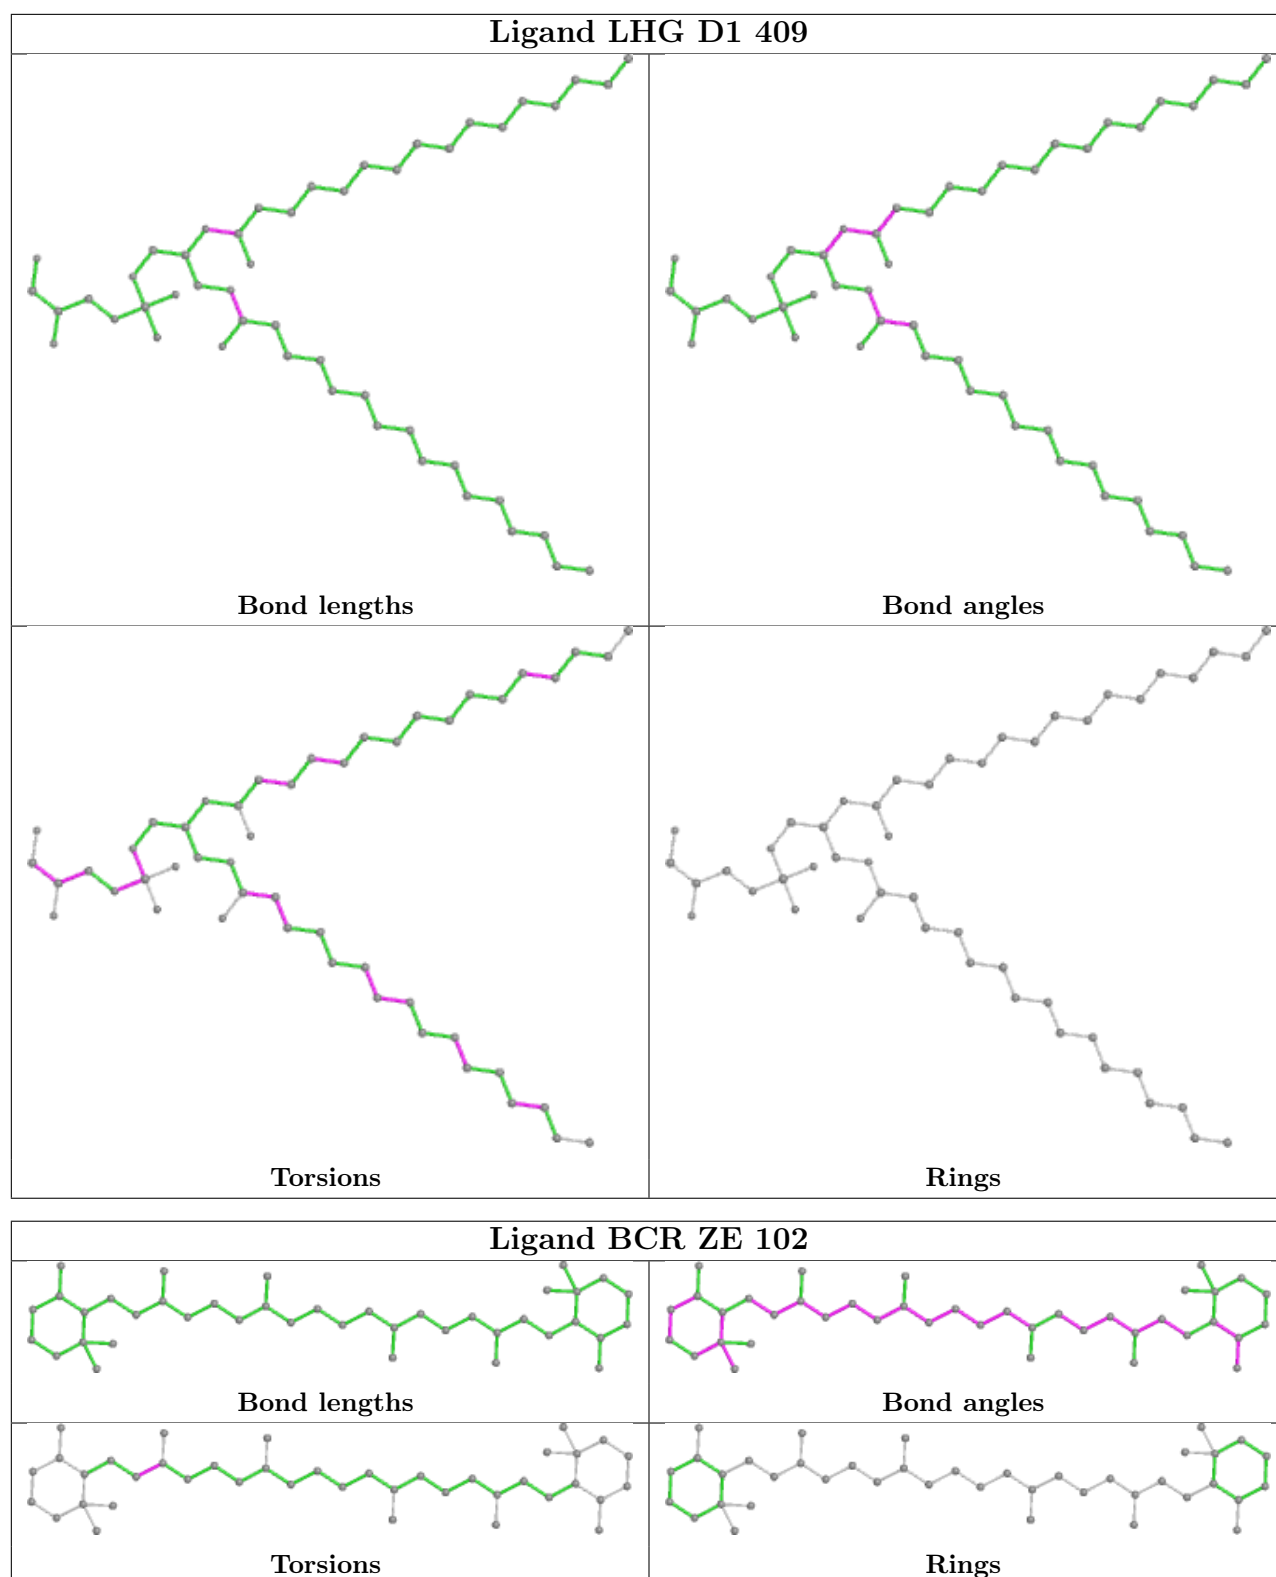 Ligand LHG D1 409
Bond lengths
Bond angles
Torsions
Rings
Ligand BCR ZE 102
Bond lengths
Bond angles
Torsions
Rings